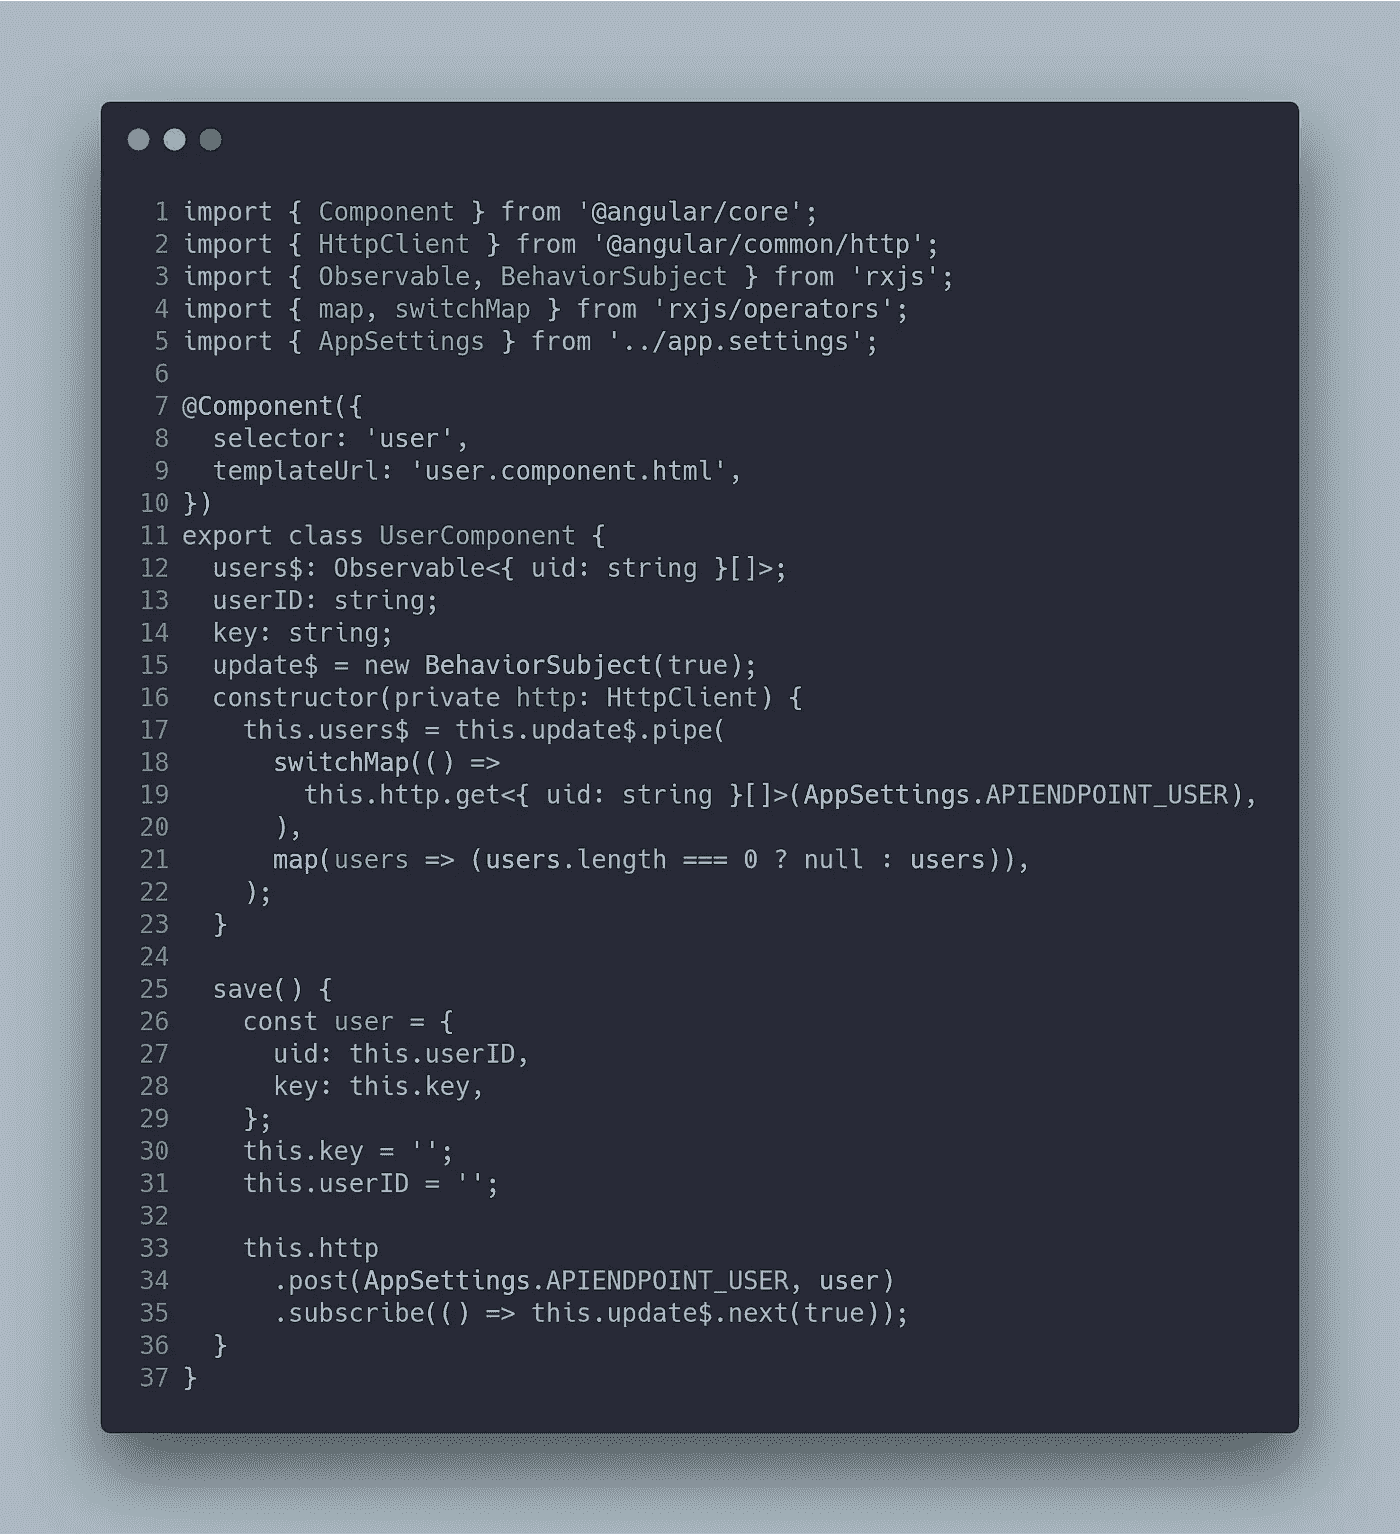 1 import { Component } from '@angular/core';
2 import { HttpClient } from '@angular/common/http';
3 import { Observable, BehaviorSubject } from 'rxjs';
4 import { map, switchMap } from 'rxjs/operators';
5 import { AppSettings } from '../app.settings';
6
7 @Component({
8   selector: 'user',
9   templateUrl: 'user.component.html',
10 })
11 export class UserComponent {
12   users$: Observable<{ uid: string }[]>;
13   userID: string;
14   key: string;
15   update$ = new BehaviorSubject(true);
16   constructor(private http: HttpClient) {
17     this.users$ = this.update$.pipe(
18       switchMap(() =>
19         this.http.get<{ uid: string }[]>(AppSettings.APIENDPOINT_USER),
20       ),
21       map(users => (users.length === 0 ? null : users)),
22     );
23   }
24
25   save() {
26     const user = {
27       uid: this.userID,
28       key: this.key,
29     };
30     this.key = '';
31     this.userID = '';
32
33     this.http
34       .post(AppSettings.APIENDPOINT_USER, user)
35       .subscribe(() => this.update$.next(true));
36   }
37 }